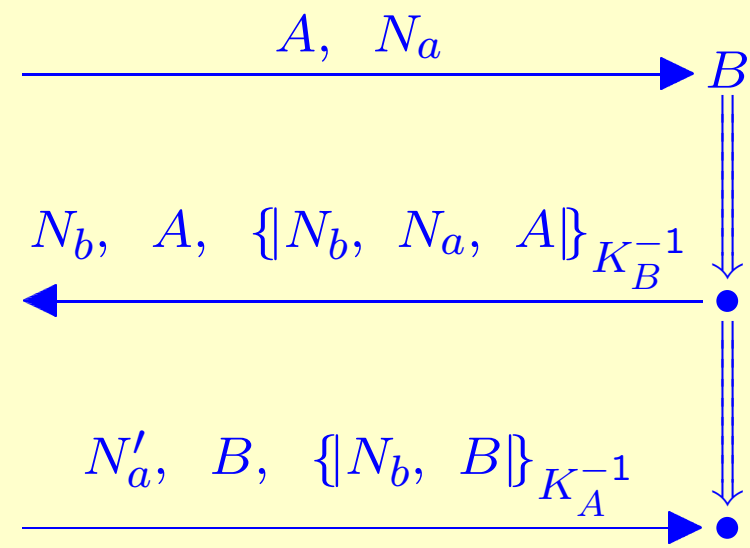 A, N_a
B
N_b, A, {|N_b, N_a, A|}_{K_B^{-1}}
N'_a, B, {|N_b, B|}_{K_A^{-1}}